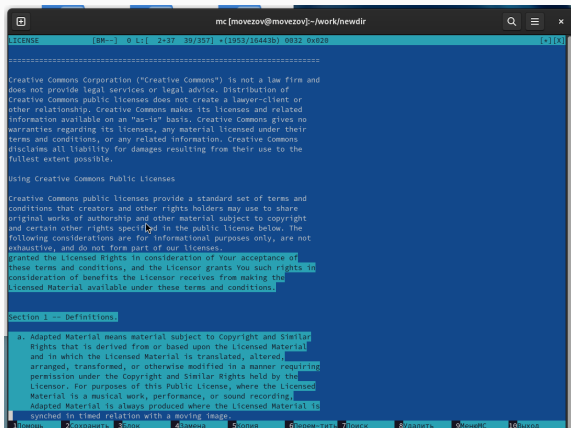 mc [movezov@movezov]:~/work/newdir
LICENSE [BM--] 0 L:[ 2+37 39/357] *(1953/16443b) 0032 0x020 [*][X]
=======================================================================
Creative Commons Corporation ("Creative Commons") is not a law firm and
does not provide legal services or legal advice. Distribution of
Creative Commons public licenses does not create a lawyer-client or
other relationship. Creative Commons makes its licenses and related
information available on an "as-is" basis. Creative Commons gives no
warranties regarding its licenses, any material licensed under their
terms and conditions, or any related information. Creative Commons
disclaims all liability for damages resulting from their use to the
fullest extent possible.
Using Creative Commons Public Licenses
Creative Commons public licenses provide a standard set of terms and
conditions that creators and other rights holders may use to share
original works of authorship and other material subject to copyright
and certain other rights specified in the public license below. The
following considerations are for informational purposes only, are not
exhaustive, and do not form part of our licenses.
granted the Licensed Rights in consideration of Your acceptance of
these terms and conditions, and the Licensor grants You such rights in
consideration of benefits the Licensor receives from making the
Licensed Material available under these terms and conditions.
Section 1 -- Definitions.
a. Adapted Material means material subject to Copyright and Similar
Rights that is derived from or based upon the Licensed Material
and in which the Licensed Material is translated, altered,
arranged, transformed, or otherwise modified in a manner requiring
permission under the Copyright and Similar Rights held by the
Licensor. For purposes of this Public License, where the Licensed
Material is a musical work, performance, or sound recording,
Adapted Material is always produced where the Licensed Material is
synched in timed relation with a moving image.
1Помощь 2Сохранить 3Блок 4Замена 5Копия 6Перем~тить 7Поиск 8Удалить 9МенюMC 10Выход